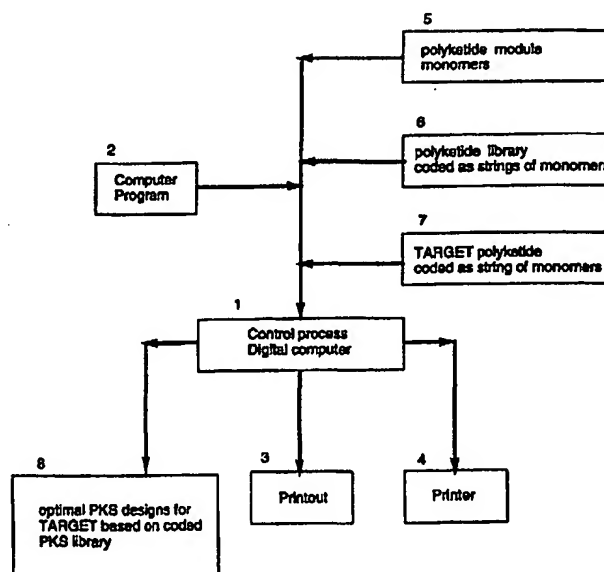 5
polyketide module
monomers
6
polyketide library
coded as strings of monomers
2
Computer
Program
7
TARGET polyketide
coded as string of monomers
1
Control process
Digital computer
8
optimal PKS designs for
TARGET based on coded
PKS library
3
Printout
4
Printer